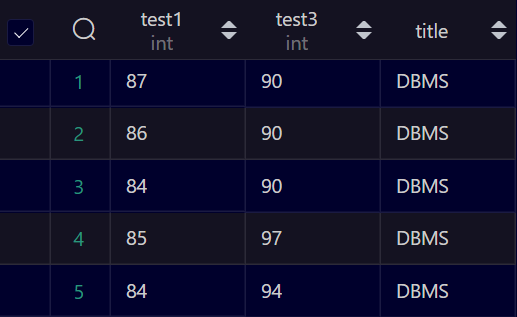 test1 test3 title
int int
1 87 90 DBMS
2 86 90 DBMS
3 84 90 DBMS
4 85 97 DBMS
5 84 94 DBMS